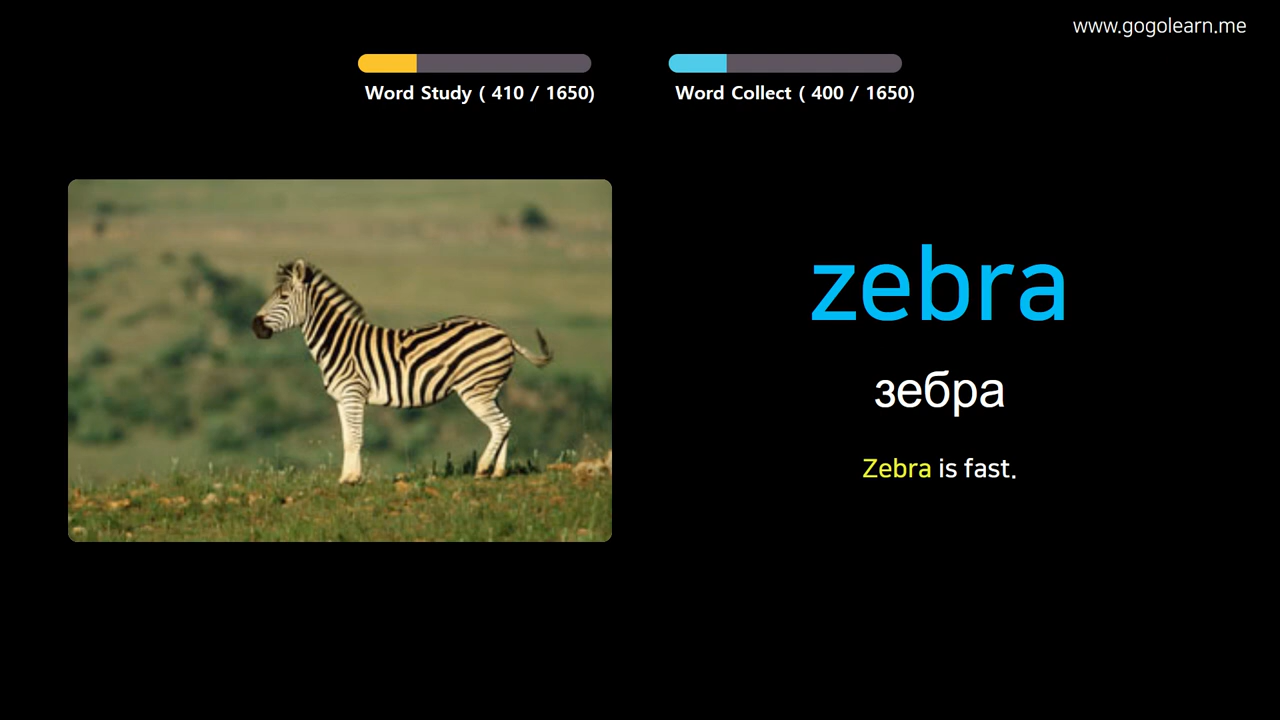 www.gogolearn.me
Word Study ( 410 / 1650)
Word Collect ( 400 / 1650)
zebra
зебра
Zebra is fast.